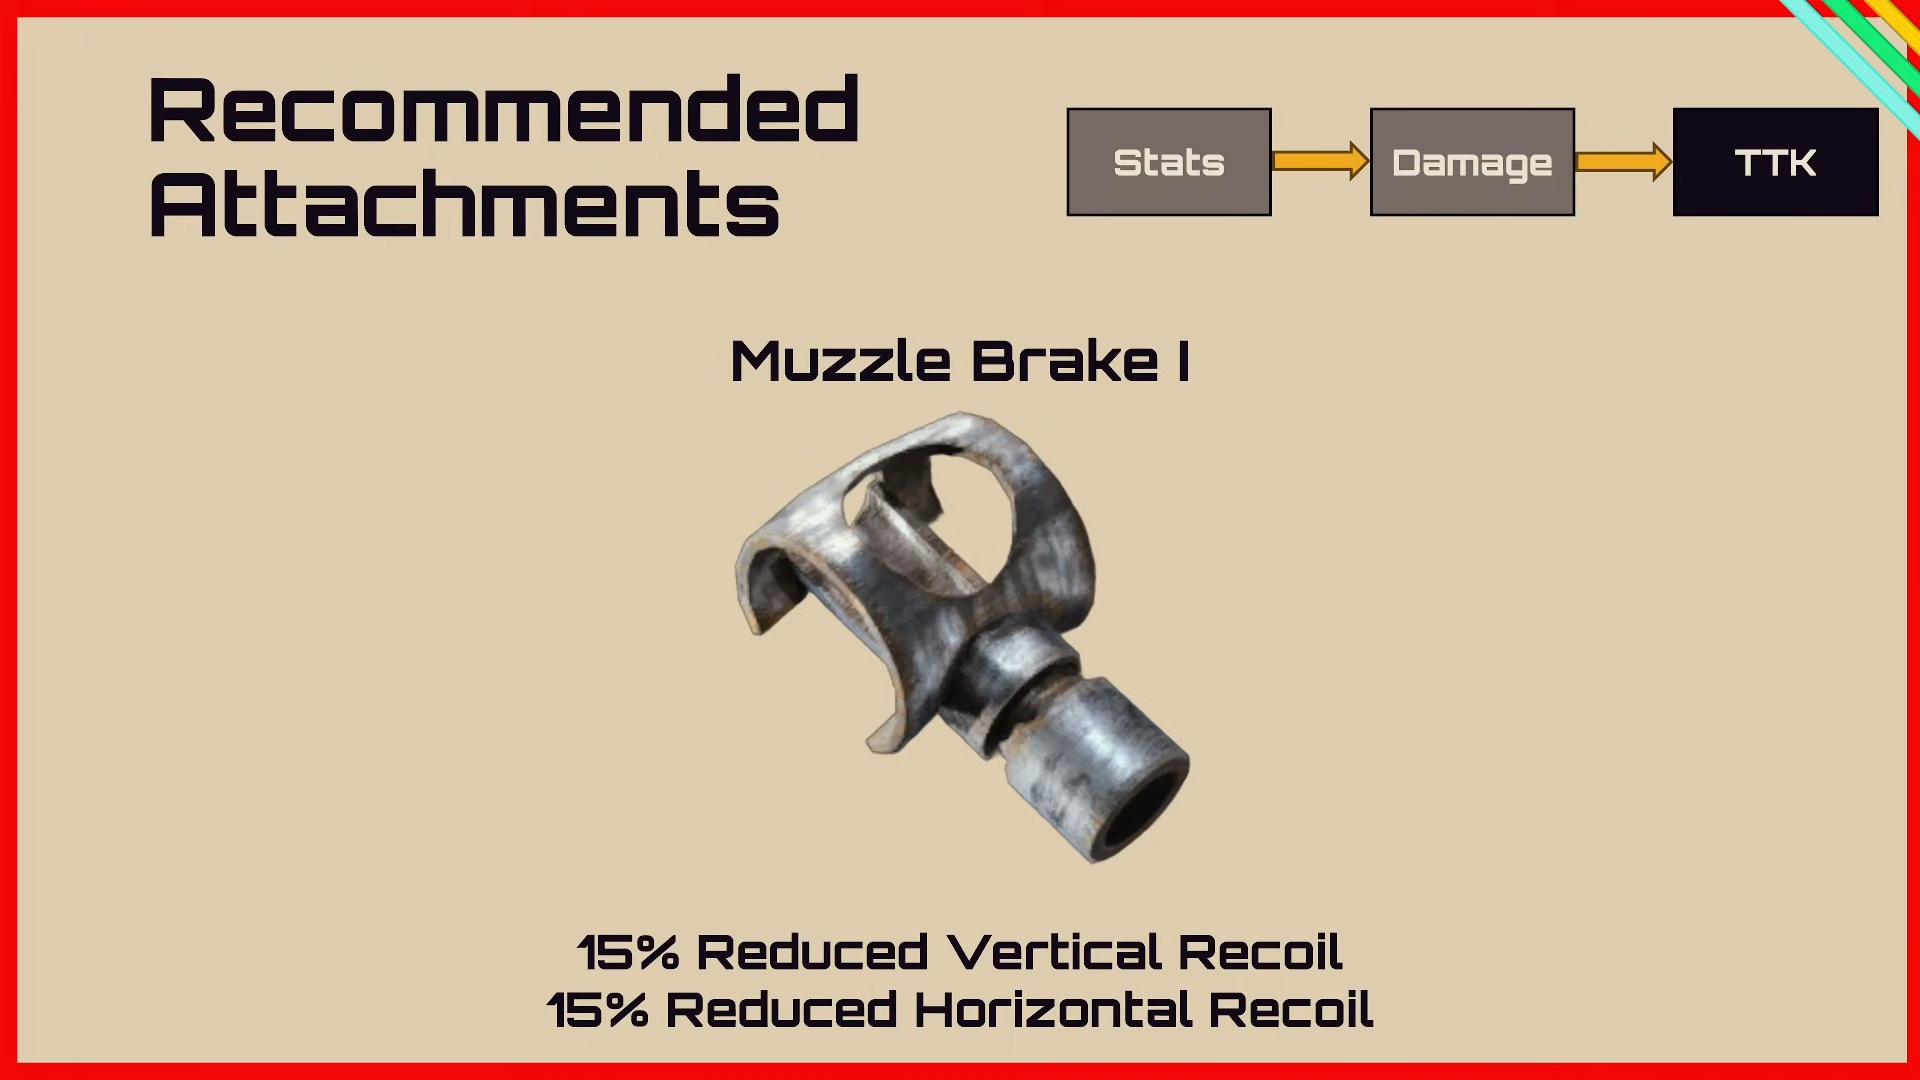 Recommended
Attachments
Stats
Damage
TTK
Muzzle Brake I
15% Reduced Vertical Recoil
15% Reduced Horizontal Recoil